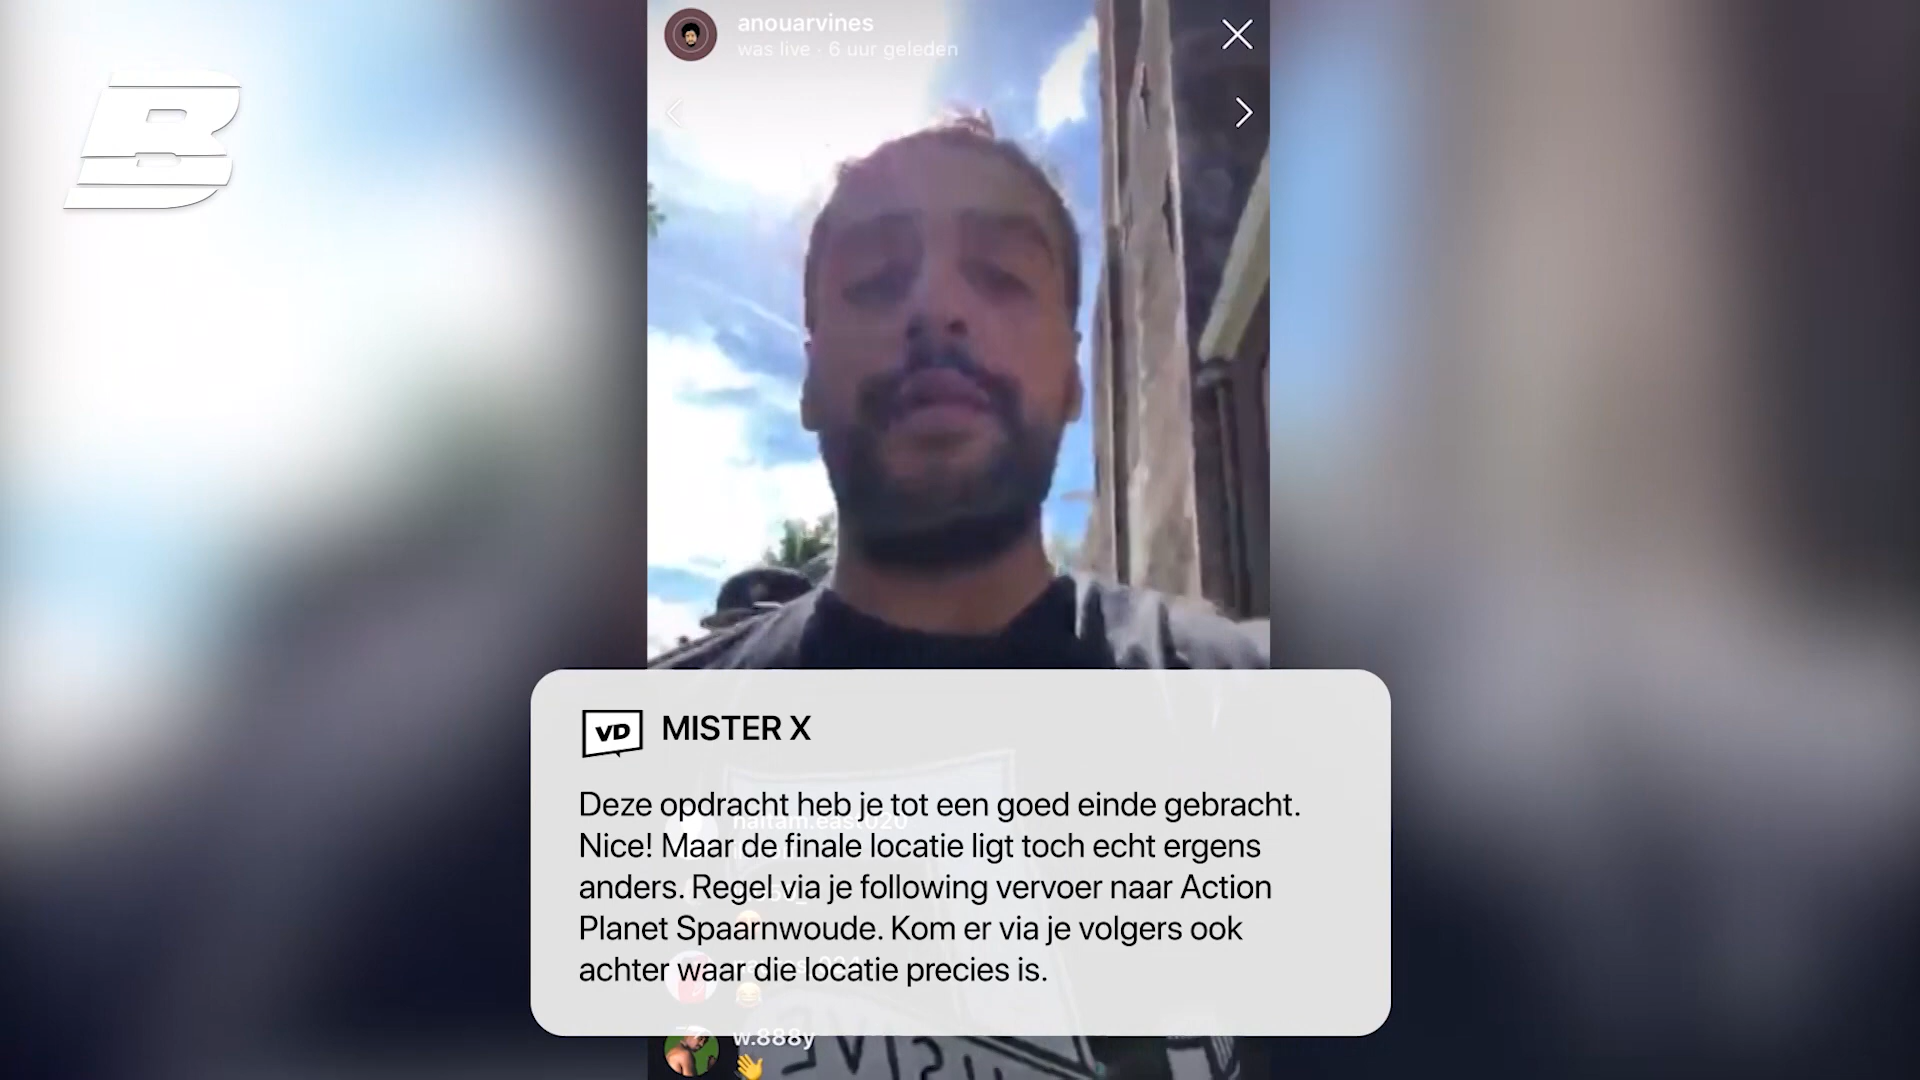 anouarvines
was live · 6 uur geleden
B
VD
MISTER X
Deze opdracht heb je tot een goed einde gebracht.
Nice! Maar de finale locatie ligt toch echt ergens
anders. Regel via je following vervoer naar Action
Planet Spaarnwoude. Kom er via je volgers ook
achter waar die locatie precies is.
haitam.east020
w.888y